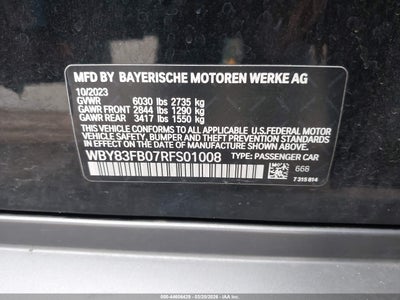 MFD BY BAYERISCHE MOTOREN WERKE AG
10/2023
GVWR 6030 lbs 2735 kg
GAWR FRONT 2844 lbs 1290 kg
GAWR REAR 3417 lbs 1550 kg
THIS VEHICLE CONFORMS TO ALL APPLICABLE
U.S.FEDERAL MOTOR
VEHICLE SAFETY, BUMPER,
AND THEFT PREVENTION
STANDARDS IN EFFECT
ON THE DATE OF
MANUFACTURE SHOWN ABOVE.
WBY83FB07RFS01008 TYPE: PASSENGER CAR
668
7 315 814